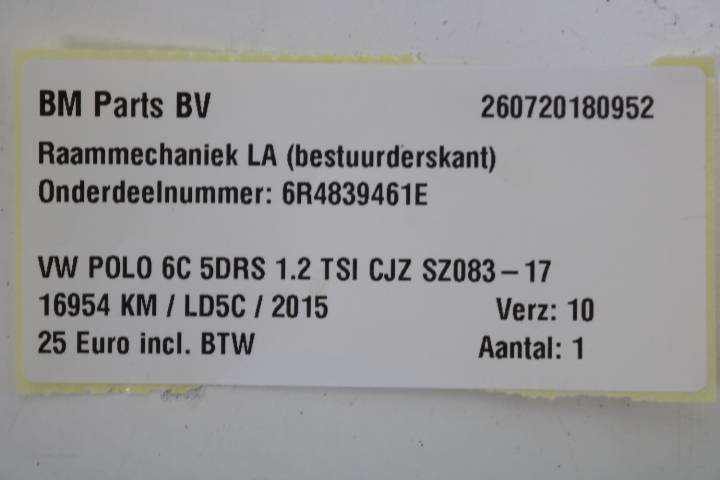 BM Parts BV 260720180952
Raammechaniek LA (bestuurderskant)
Onderdeelnummer: 6R4839461E
VW POLO 6C 5DRS 1.2 TSI CJZ SZ083-17
16954 KM / LD5C / 2015 Verz: 10
25 Euro incl. BTW Aantal: 1